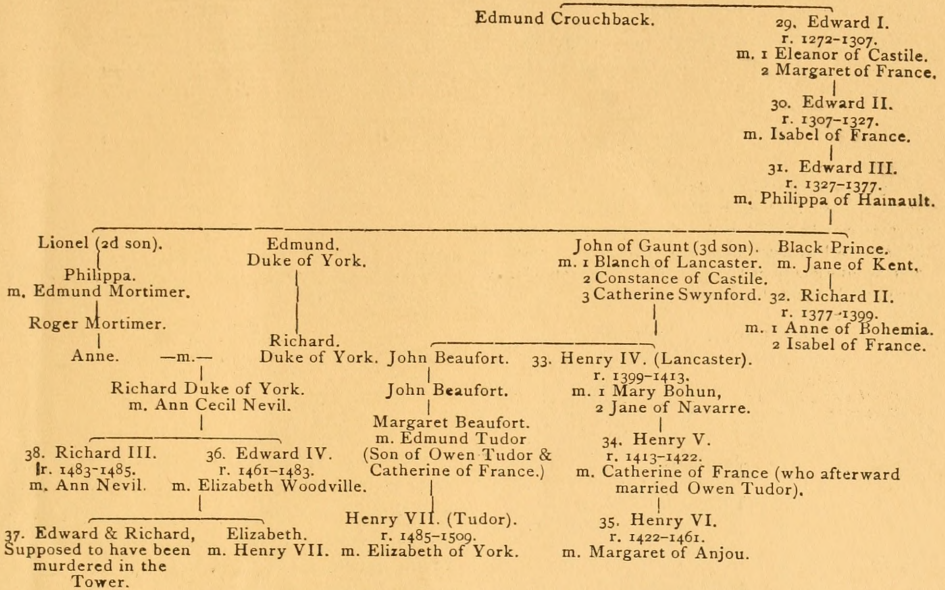 Edmund Crouchback.
29. Edward I.
r. 1272-1307.
m. 1 Eleanor of Castile.
2 Margaret of France.
30. Edward II.
r. 1307-1327.
m. Isabel of France.
31. Edward III.
r. 1327-1377.
m. Philippa of Hainault.
Lionel (2d son).
Philippa.
m. Edmund Mortimer.
Roger Mortimer.
Anne. —m.—
Edmund.
Duke of York.
Richard.
Duke of York.
Richard Duke of York.
m. Ann Cecil Nevil.
38. Richard III.
r. 1483-1485.
m. Ann Nevil.
36. Edward IV.
r. 1461-1483.
m. Elizabeth Woodville.
37. Edward & Richard,
Supposed to have been
murdered in the
Tower.
Elizabeth.
m. Henry VII.
John of Gaunt (3d son).
m. 1 Blanch of Lancaster.
2 Constance of Castile.
3 Catherine Swynford.
John Beaufort.
John Beaufort.
Margaret Beaufort.
m. Edmund Tudor
(Son of Owen Tudor &
Catherine of France.)
Henry VII. (Tudor).
r. 1485-1509.
m. Elizabeth of York.
33. Henry IV. (Lancaster).
r. 1399-1413.
m. 1 Mary Bohun,
2 Jane of Navarre.
34. Henry V.
r. 1413-1422.
m. Catherine of France (who afterward
married Owen Tudor).
35. Henry VI.
r. 1422-1461.
m. Margaret of Anjou.
Black Prince.
m. Jane of Kent.
32. Richard II.
r. 1377-1399.
m. 1 Anne of Bohemia.
2 Isabel of France.